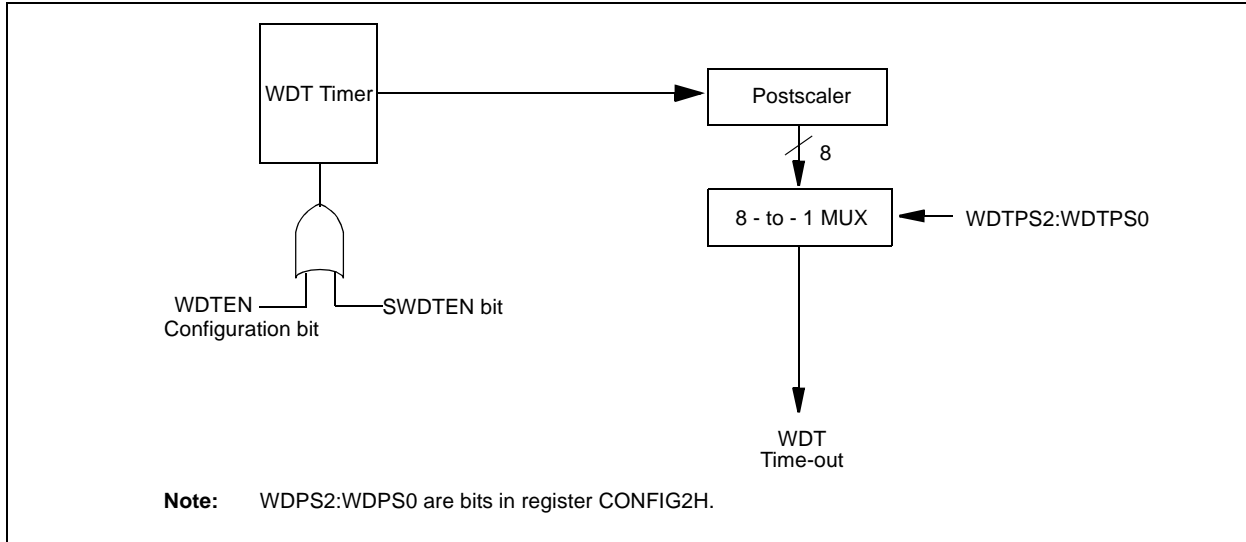 WDT Timer
Postscaler
8
8 - to - 1 MUX
WDTPS2:WDTPS0
WDTEN
Configuration bit
SWDTEN bit
WDT
Time-out
Note: WDPS2:WDPS0 are bits in register CONFIG2H.